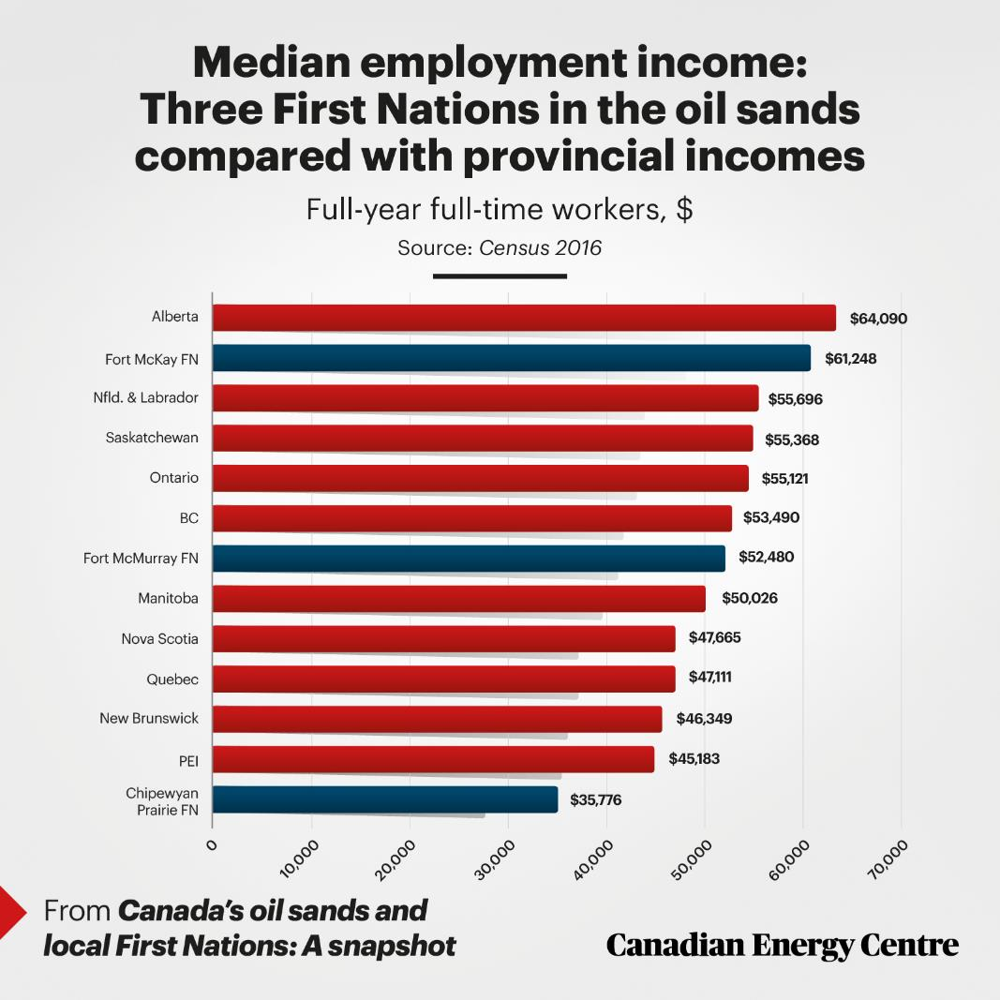 Median employment income:
Three First Nations in the oil sands
compared with provincial incomes
Full-year full-time workers, $
Source: Census 2016
Alberta $64,090
Fort McKay FN $61,248
Nfld. & Labrador $55,696
Saskatchewan $55,368
Ontario $55,121
BC $53,490
Fort McMurray FN $52,480
Manitoba $50,026
Nova Scotia $47,665
Quebec $47,111
New Brunswick $46,349
PEI $45,183
Chipewyan
Prairie FN $35,776
0 10,000 20,000 30,000 40,000 50,000 60,000 70,000
From Canada's oil sands and
local First Nations: A snapshot
Canadian Energy Centre